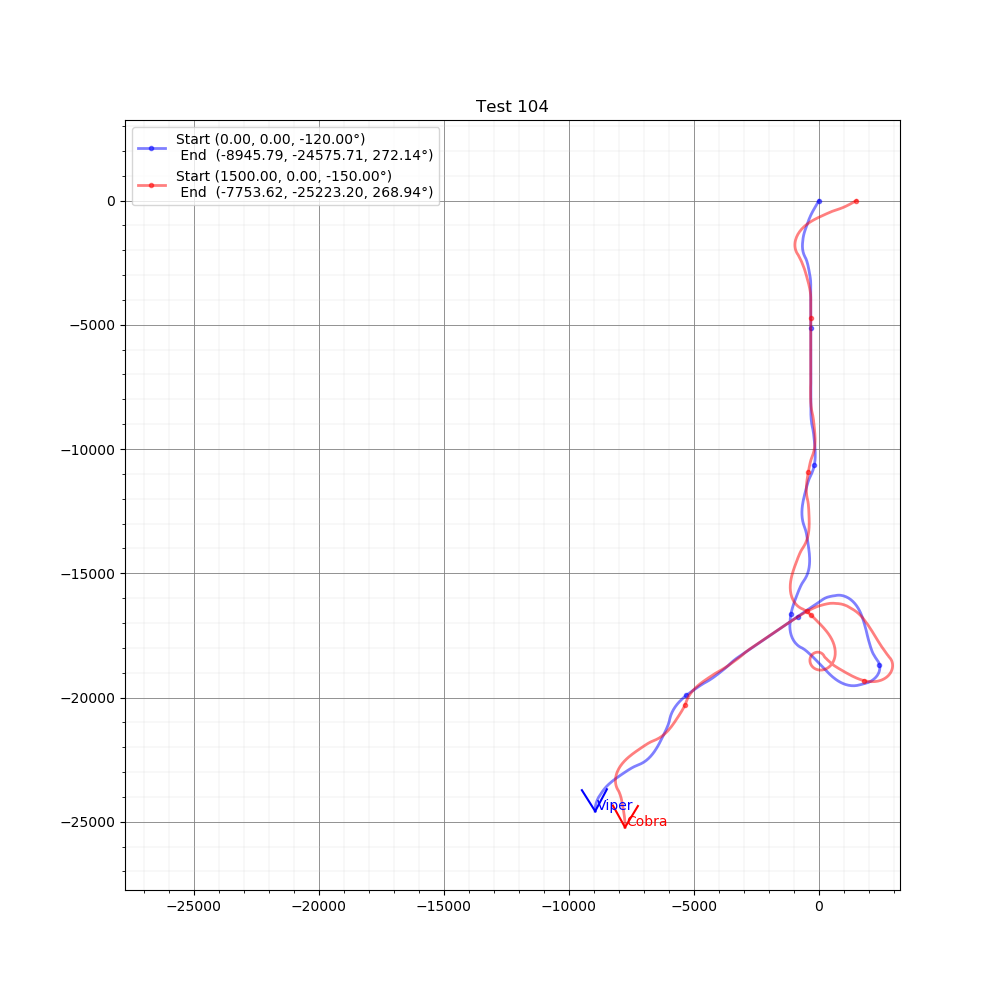 Test 104
Start (0.00, 0.00, -120.00°)
End (-8945.79, -24575.71, 272.14°)
Start (1500.00, 0.00, -150.00°)
End (-7753.62, -25223.20, 268.94°)
0
−5000
−10000
−15000
−20000
−25000
Viper
Cobra
−25000 −20000 −15000 −10000 −5000 0